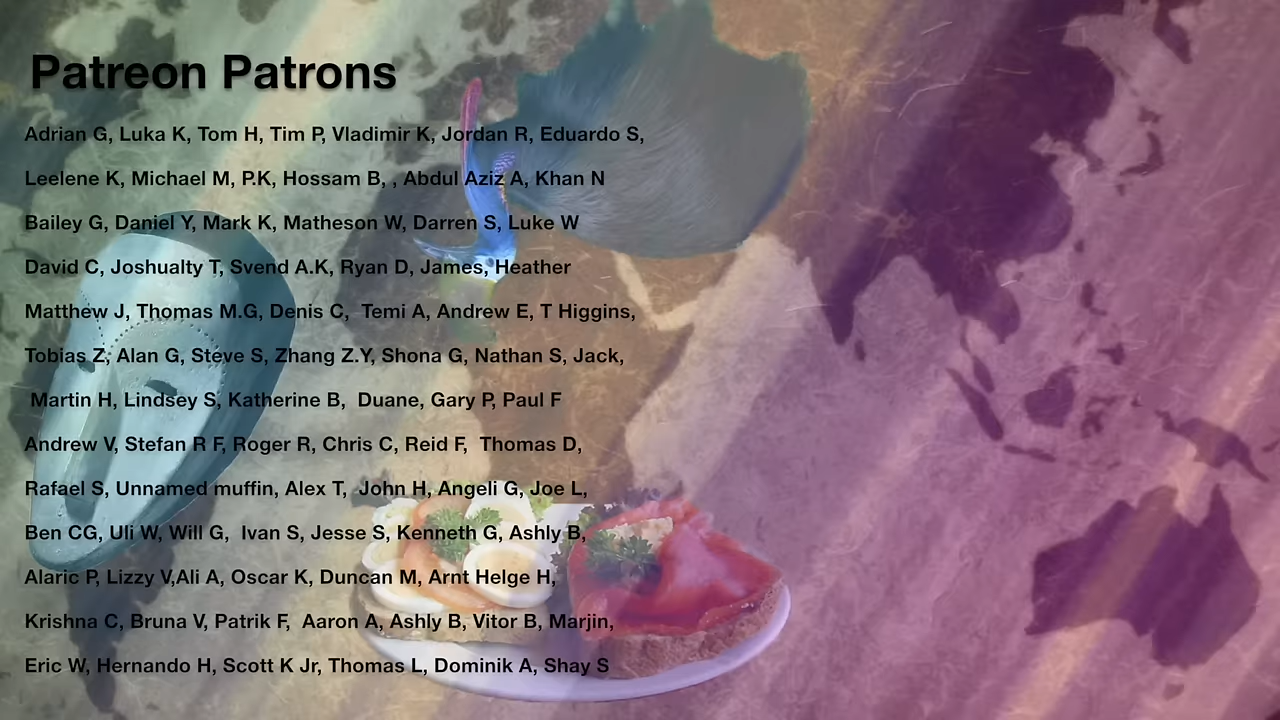 Patreon Patrons
Adrian G, Luka K, Tom H, Tim P, Vladimir K, Jordan R, Eduardo S,
Leelene K, Michael M, P.K, Hossam B, , Abdul Aziz A, Khan N
Bailey G, Daniel Y, Mark K, Matheson W, Darren S, Luke W
David C, Joshualty T, Svend A.K, Ryan D, James, Heather
Matthew J, Thomas M.G, Denis C,  Temi A, Andrew E, T Higgins,
Tobias Z, Alan G, Steve S, Zhang Z.Y, Shona G, Nathan S, Jack,
Martin H, Lindsey S, Katherine B,  Duane, Gary P, Paul F
Andrew V, Stefan R F, Roger R, Chris C, Reid F,  Thomas D,
Rafael S, Unnamed muffin, Alex T,  John H, Angeli G, Joe L,
Ben CG, Uli W, Will G,  Ivan S, Jesse S, Kenneth G, Ashly B,
Alaric P, Lizzy V,Ali A, Oscar K, Duncan M, Arnt Helge H,
Krishna C, Bruna V, Patrik F,  Aaron A, Ashly B, Vitor B, Marjin,
Eric W, Hernando H, Scott K Jr, Thomas L, Dominik A, Shay S